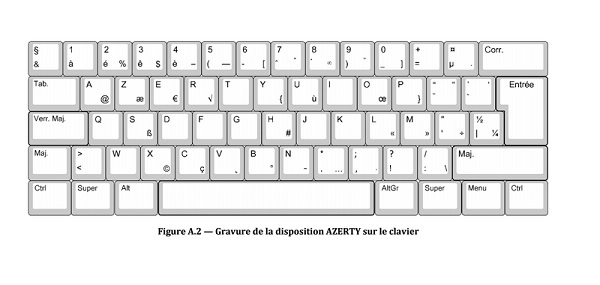 § 1 2 3 4 5 6 7 8 9 0 + ¤ Corr.
& à é % ê $ è – ( — - [ ) _ ] = µ
Tab. A Z E R T Y U I O P Entrée
@ æ € √ { ù œ }
Verr. Maj. Q S D F G H J K L M " ½
ß # « » ' ÷ | ¼
Maj. > W X C V B N ; ? / Maj.
< © ç - … , ! : \
Ctrl Super Alt AltGr Super Menu Ctrl
Figure A.2 — Gravure de la disposition AZERTY sur le clavier